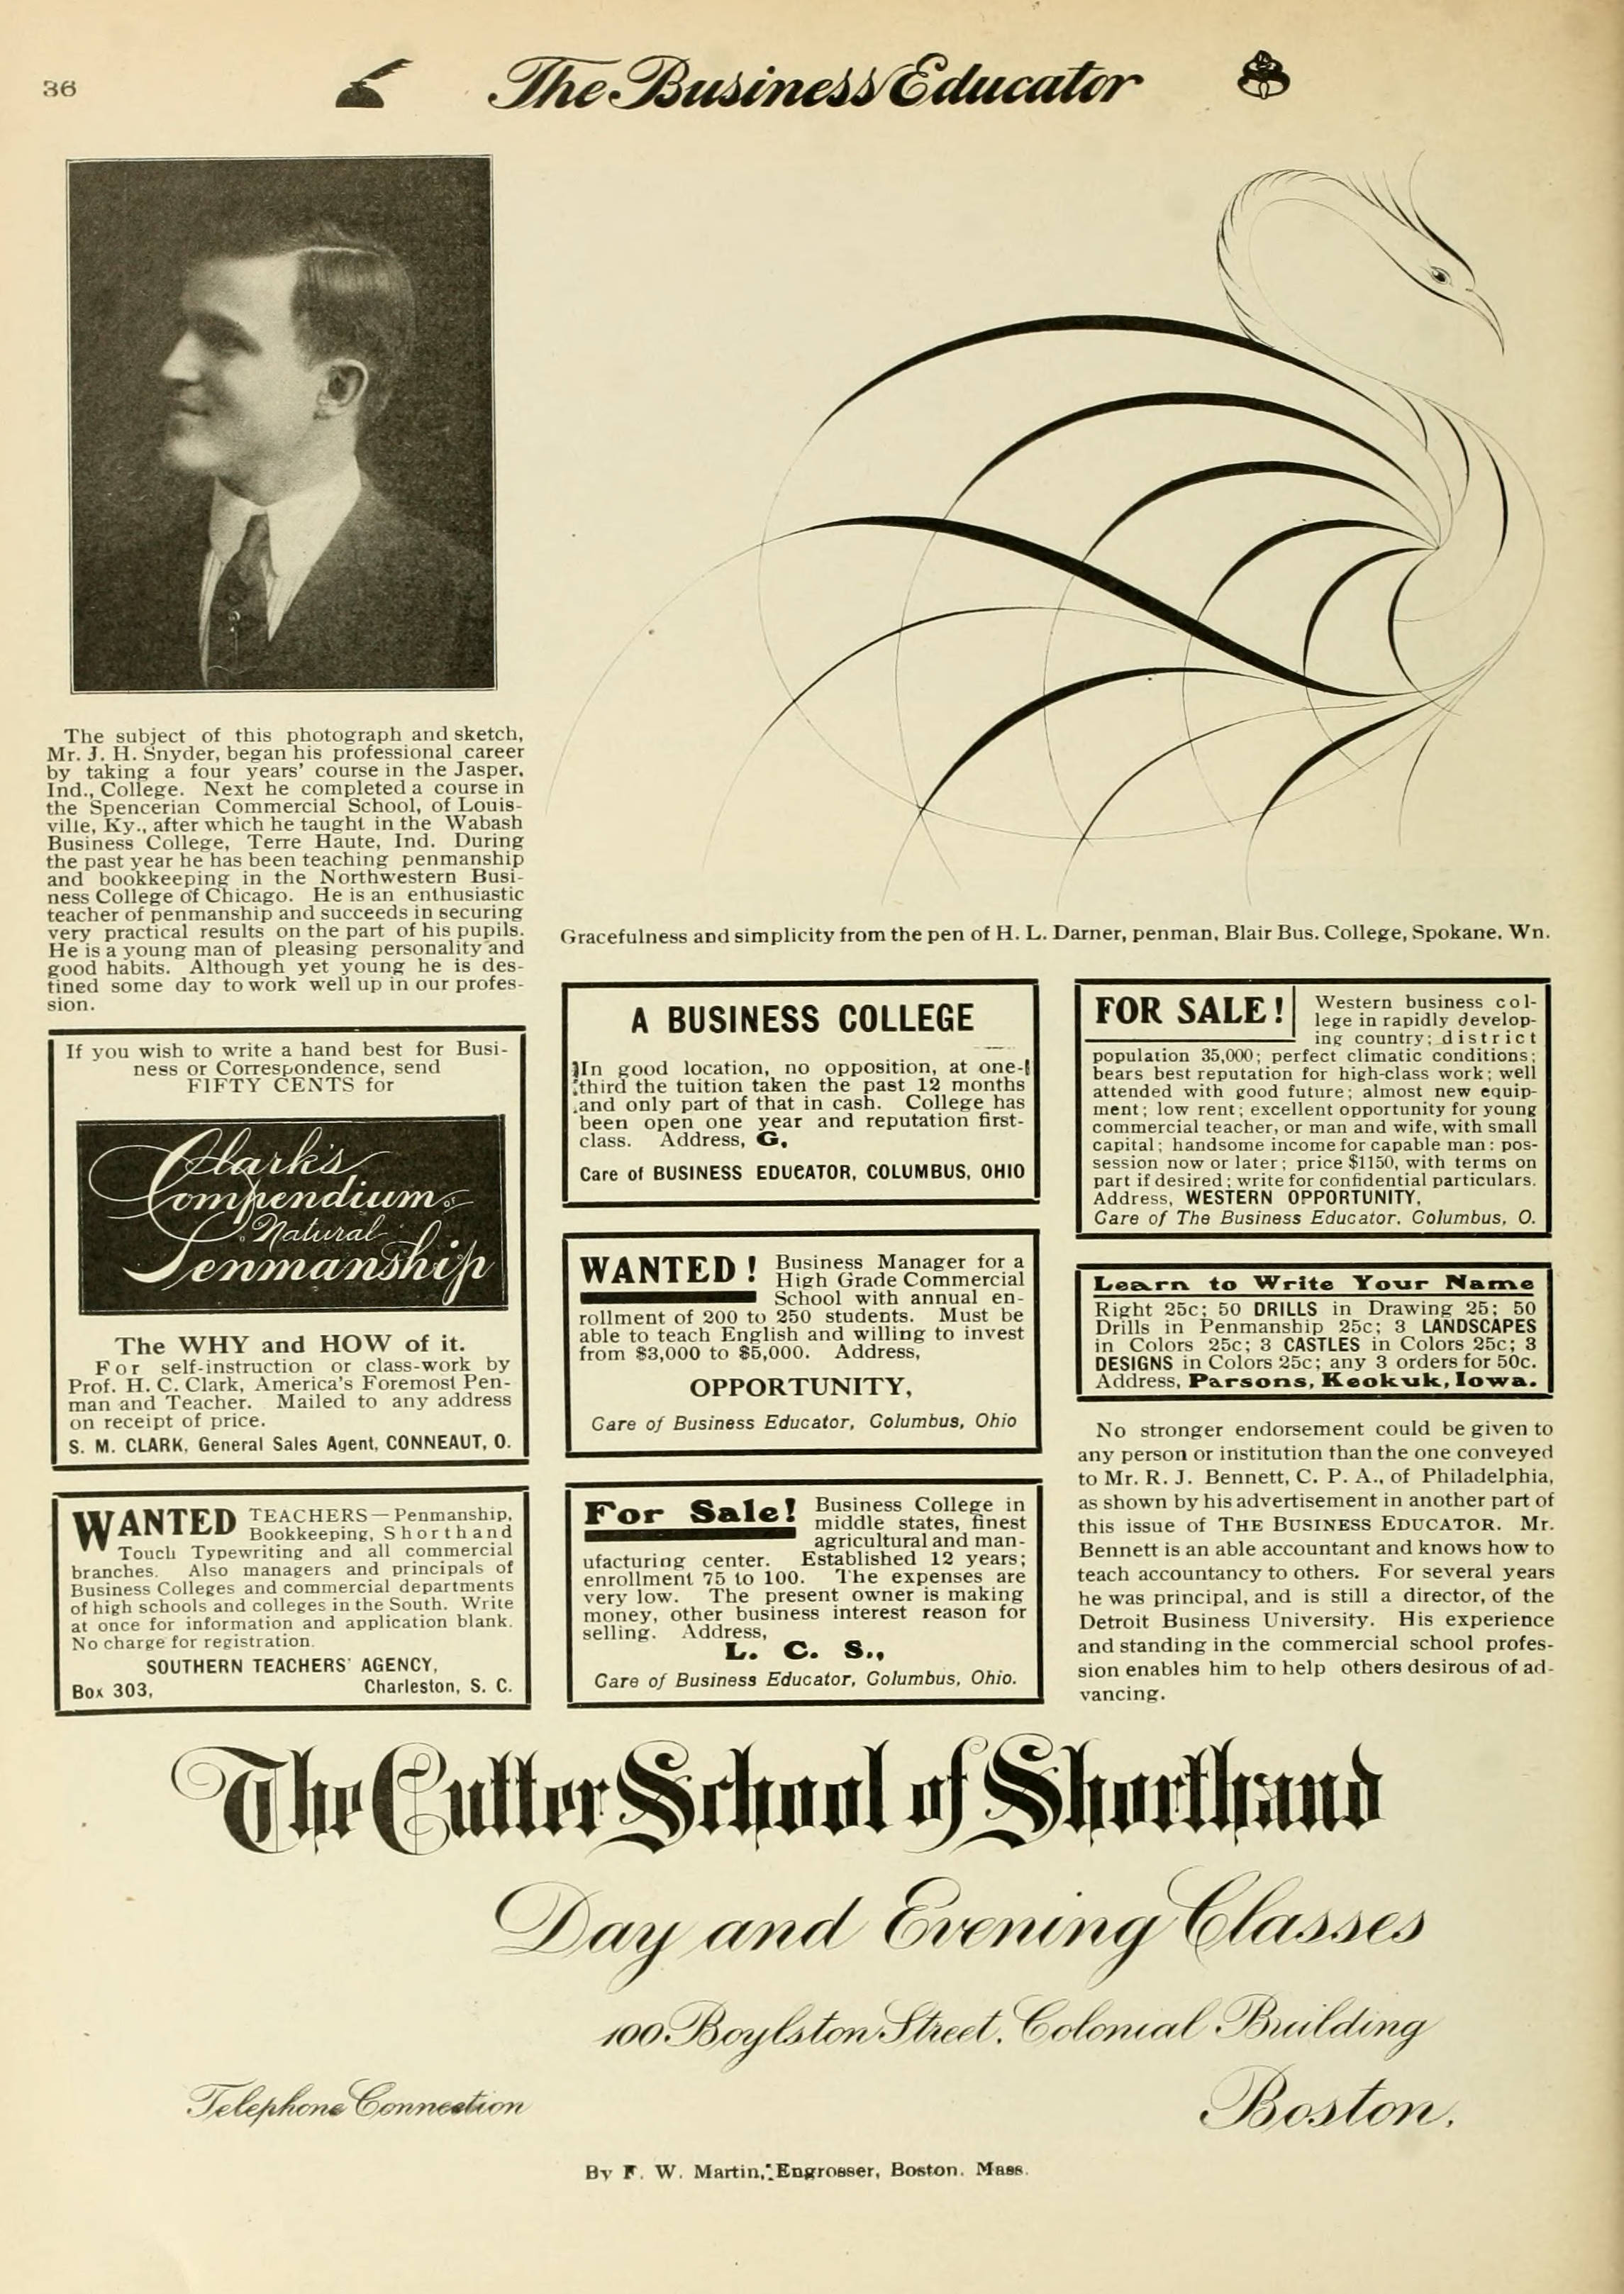 36
The Business Educator
The subject of this photograph and sketch,
Mr. J. H. Snyder, began his professional career
by taking a four years' course in the Jasper,
Ind., College. Next he completed a course in
the Spencerian Commercial School, of Louis-
ville, Ky., after which he taught in the Wabash
Business College, Terre Haute, Ind. During
the past year he has been teaching penmanship
and bookkeeping in the Northwestern Busi-
ness College of Chicago. He is an enthusiastic
teacher of penmanship and succeeds in securing
very practical results on the part of his pupils.
He is a young man of pleasing personality and
good habits. Although yet young he is des-
tined some day to work well up in our profes-
sion.
If you wish to write a hand best for Busi-
ness or Correspondence, send
FIFTY CENTS for
Clark's
Compendium of
Natural
Penmanship
The WHY and HOW of it.
For self-instruction or class-work by
Prof. H. C. Clark, America's Foremost Pen-
man and Teacher. Mailed to any address
on receipt of price.
S. M. CLARK, General Sales Agent, CONNEAUT, O.
WANTED TEACHERS—Penmanship,
Bookkeeping, Shorthand
Touch Typewriting and all commercial
branches. Also managers and principals of
Business Colleges and commercial departments
of high schools and colleges in the South. Write
at once for information and application blank.
No charge for registration.
SOUTHERN TEACHERS' AGENCY,
Box 303, Charleston, S. C.
Gracefulness and simplicity from the pen of H. L. Darner, penman, Blair Bus. College, Spokane, Wn.
A BUSINESS COLLEGE
In good location, no opposition, at one-
third the tuition taken the past 12 months
and only part of that in cash. College has
been open one year and reputation first-
class. Address, G,
Care of BUSINESS EDUCATOR, COLUMBUS, OHIO
WANTED! Business Manager for a
High Grade Commercial
School with annual en-
rollment of 200 to 250 students. Must be
able to teach English and willing to invest
from $3,000 to $5,000. Address,
OPPORTUNITY,
Care of Business Educator, Columbus, Ohio
For Sale! Business College in
middle states, finest
agricultural and man-
ufacturing center. Established 12 years;
enrollment 75 to 100. The expenses are
very low. The present owner is making
money, other business interest reason for
selling. Address,
L. C. S.,
Care of Business Educator, Columbus, Ohio.
FOR SALE! Western business col-
lege in rapidly develop-
ing country; district
population 35,000; perfect climatic conditions;
bears best reputation for high-class work; well
attended with good future; almost new equip-
ment; low rent; excellent opportunity for young
commercial teacher, or man and wife, with small
capital; handsome income for capable man: pos-
session now or later; price $1150, with terms on
part if desired; write for confidential particulars.
Address, WESTERN OPPORTUNITY,
Care of The Business Educator, Columbus, O.
Learn to Write Your Name
Right 25c; 50 DRILLS in Drawing 25; 50
Drills in Penmanship 25c; 3 LANDSCAPES
in Colors 25c; 3 CASTLES in Colors 25c; 3
DESIGNS in Colors 25c; any 3 orders for 50c.
Address, Parsons, Keokuk, Iowa.
No stronger endorsement could be given to
any person or institution than the one conveyed
to Mr. R. J. Bennett, C. P. A., of Philadelphia,
as shown by his advertisement in another part of
this issue of THE BUSINESS EDUCATOR. Mr.
Bennett is an able accountant and knows how to
teach accountancy to others. For several years
he was principal, and is still a director, of the
Detroit Business University. His experience
and standing in the commercial school profes-
sion enables him to help others desirous of ad-
vancing.
The Cutter School of Shorthand
Day and Evening Classes
100 Boylston Street, Colonial Building
Telephone Connection
Boston.
By F. W. Martin, Engrosser, Boston, Mass.